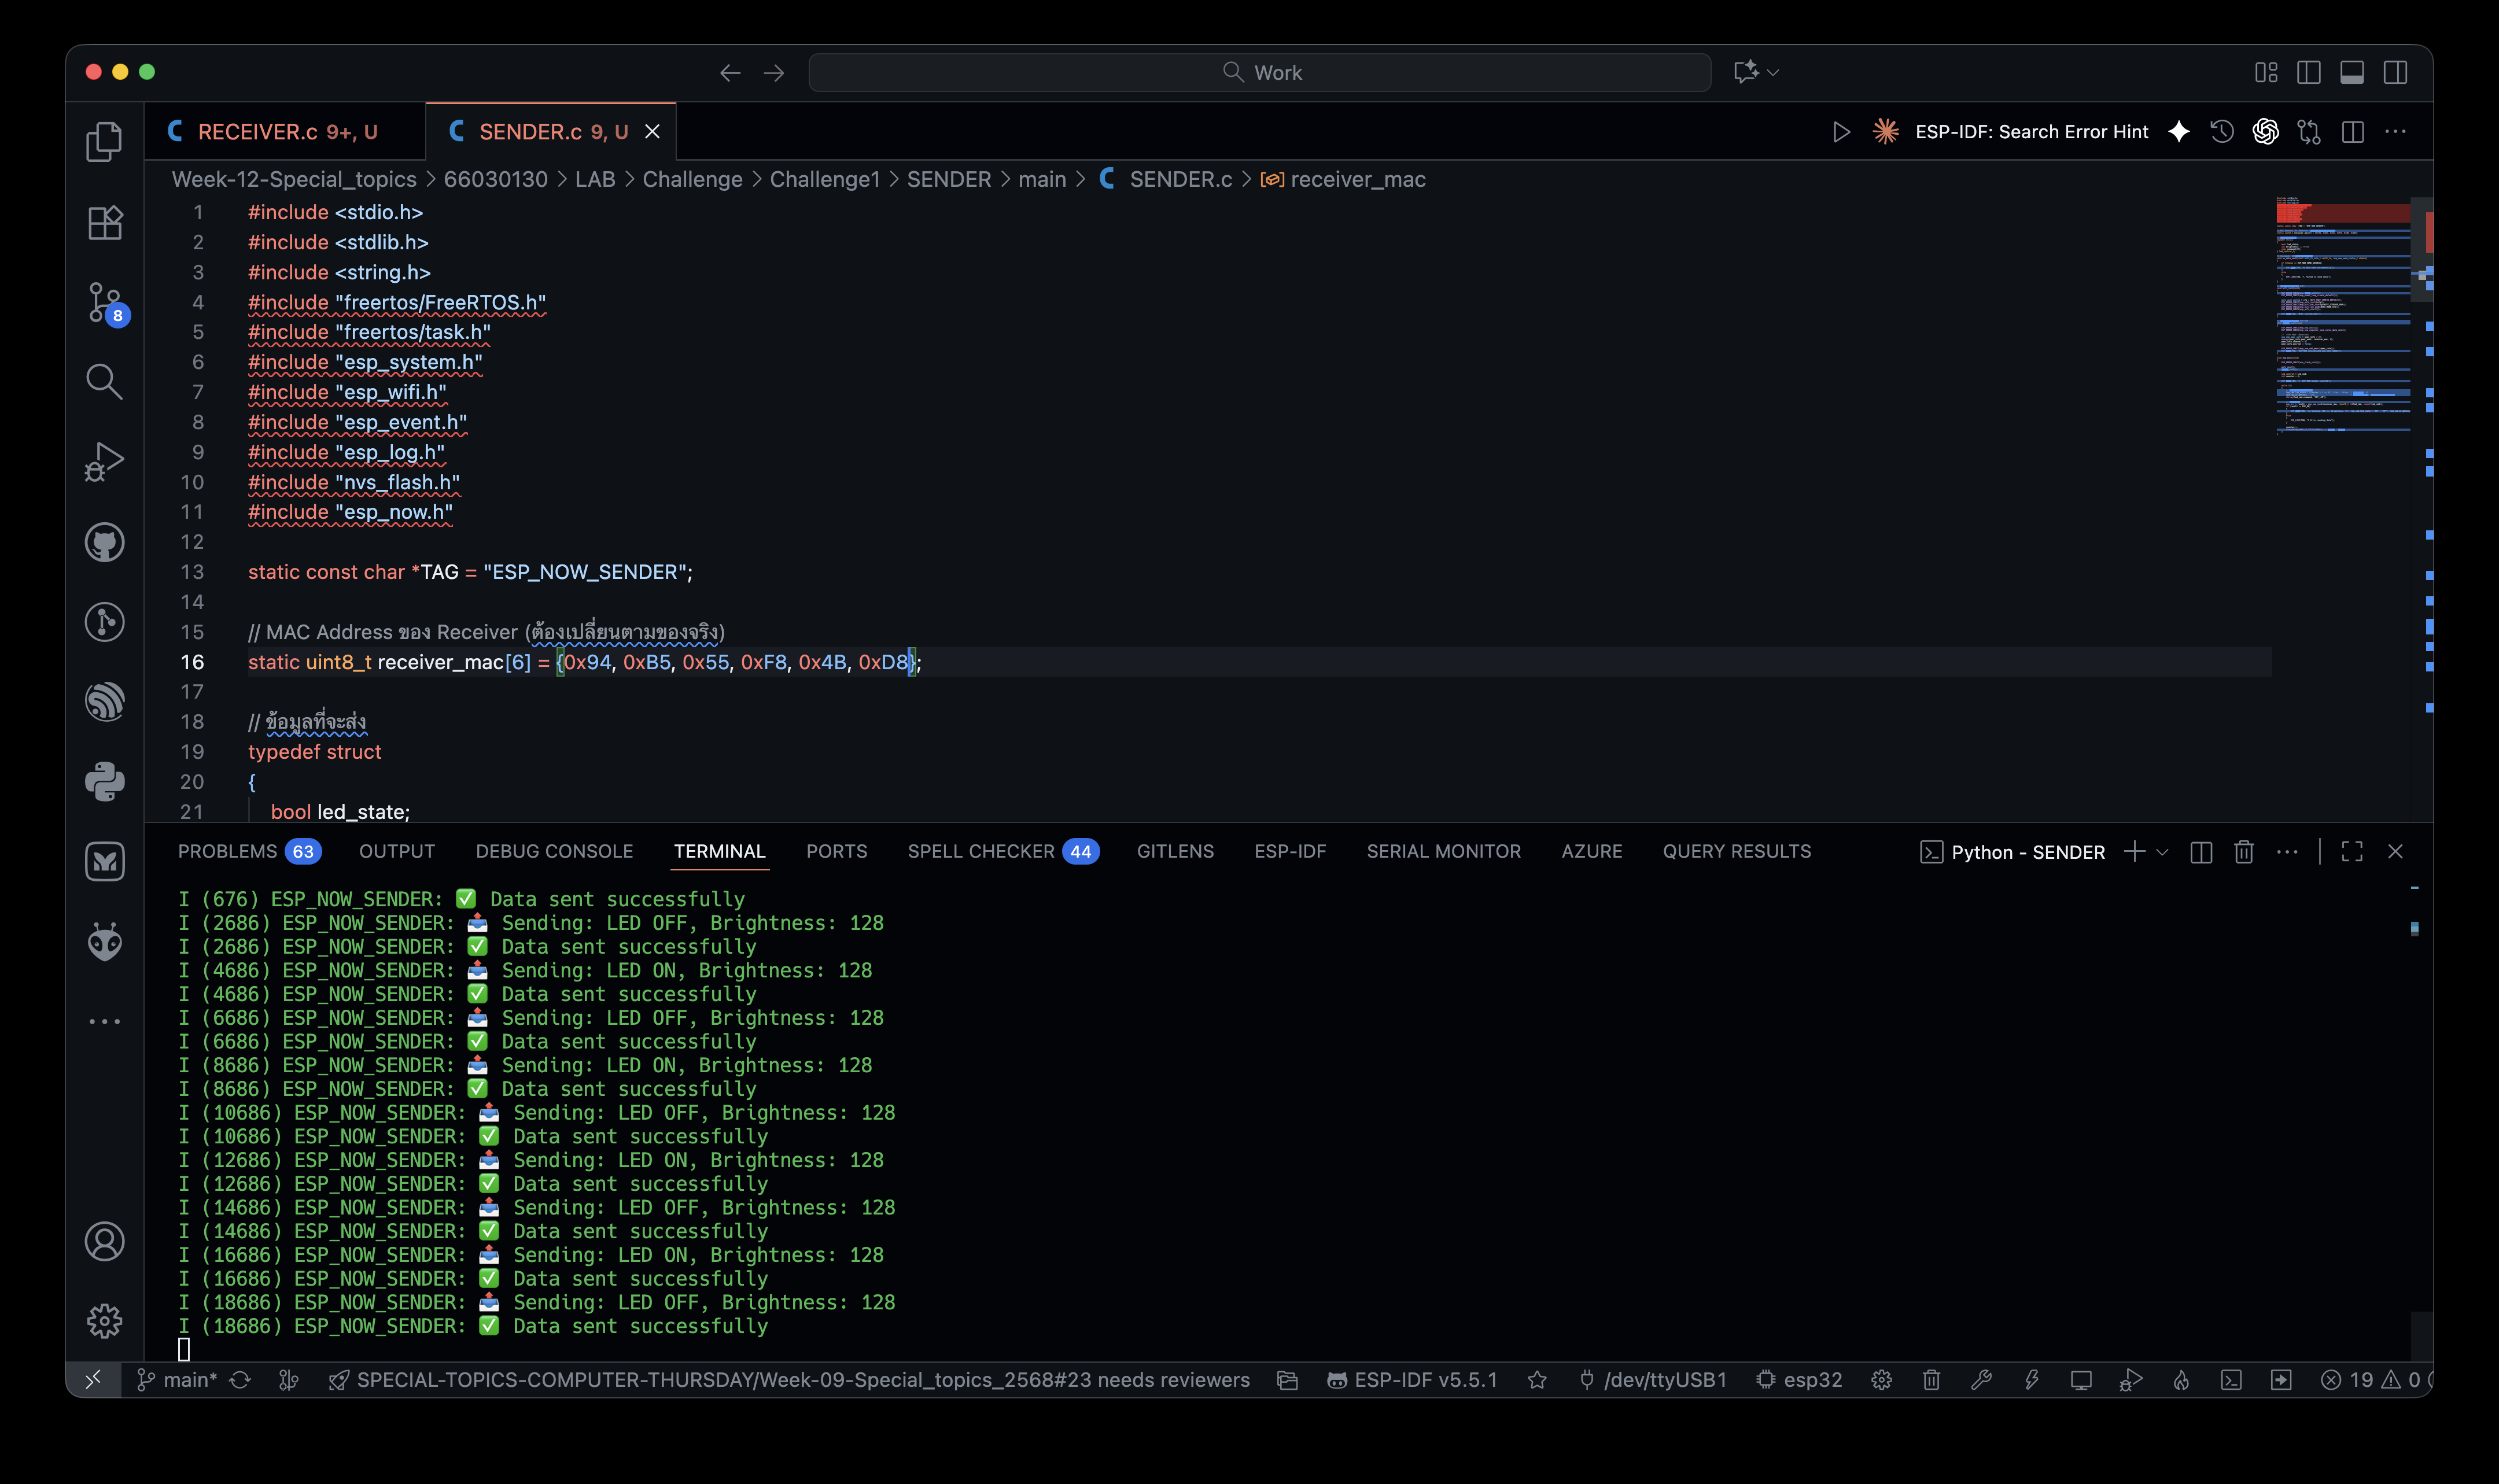 Work
RECEIVER.c 9+, U
SENDER.c 9, U
ESP-IDF: Search Error Hint
Week-12-Special_topics > 66030130 > LAB > Challenge > Challenge1 > SENDER > main > C SENDER.c > receiver_mac
1 #include <stdio.h>
2 #include <stdlib.h>
3 #include <string.h>
4 #include "freertos/FreeRTOS.h"
5 #include "freertos/task.h"
6 #include "esp_system.h"
7 #include "esp_wifi.h"
8 #include "esp_event.h"
9 #include "esp_log.h"
10 #include "nvs_flash.h"
11 #include "esp_now.h"
12
13 static const char *TAG = "ESP_NOW_SENDER";
14
15 // MAC Address ของ Receiver (ต้องเปลี่ยนตามของจริง)
16 static uint8_t receiver_mac[6] = {0x94, 0xB5, 0x55, 0xF8, 0x4B, 0xD8};
17
18 // ข้อมูลที่จะส่ง
19 typedef struct
20 {
21 bool led_state;
8
PROBLEMS 63 OUTPUT DEBUG CONSOLE TERMINAL PORTS SPELL CHECKER 44 GITLENS ESP-IDF SERIAL MONITOR AZURE QUERY RESULTS Python - SENDER
I (676) ESP_NOW_SENDER: ✅ Data sent successfully
I (2686) ESP_NOW_SENDER: 📤 Sending: LED OFF, Brightness: 128
I (2686) ESP_NOW_SENDER: ✅ Data sent successfully
I (4686) ESP_NOW_SENDER: 📤 Sending: LED ON, Brightness: 128
I (4686) ESP_NOW_SENDER: ✅ Data sent successfully
I (6686) ESP_NOW_SENDER: 📤 Sending: LED OFF, Brightness: 128
I (6686) ESP_NOW_SENDER: ✅ Data sent successfully
I (8686) ESP_NOW_SENDER: 📤 Sending: LED ON, Brightness: 128
I (8686) ESP_NOW_SENDER: ✅ Data sent successfully
I (10686) ESP_NOW_SENDER: 📤 Sending: LED OFF, Brightness: 128
I (10686) ESP_NOW_SENDER: ✅ Data sent successfully
I (12686) ESP_NOW_SENDER: 📤 Sending: LED ON, Brightness: 128
I (12686) ESP_NOW_SENDER: ✅ Data sent successfully
I (14686) ESP_NOW_SENDER: 📤 Sending: LED OFF, Brightness: 128
I (14686) ESP_NOW_SENDER: ✅ Data sent successfully
I (16686) ESP_NOW_SENDER: 📤 Sending: LED ON, Brightness: 128
I (16686) ESP_NOW_SENDER: ✅ Data sent successfully
I (18686) ESP_NOW_SENDER: 📤 Sending: LED OFF, Brightness: 128
I (18686) ESP_NOW_SENDER: ✅ Data sent successfully
main* SPECIAL-TOPICS-COMPUTER-THURSDAY/Week-09-Special_topics_2568#23 needs reviewers ESP-IDF v5.5.1 /dev/ttyUSB1 esp32 19 0